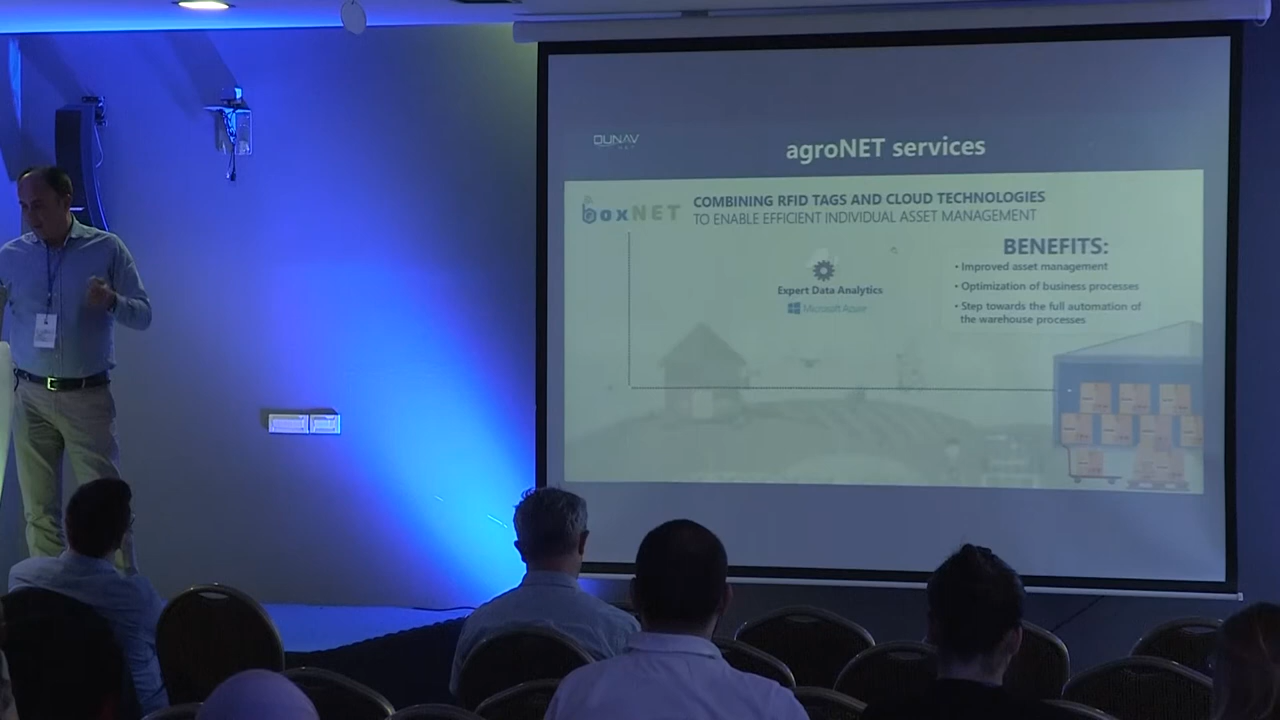 DUNAV
NET
agroNET services
boxNET
COMBINING RFID TAGS AND CLOUD TECHNOLOGIES
TO ENABLE EFFICIENT INDIVIDUAL ASSET MANAGEMENT
Expert Data Analytics
Microsoft Azure
BENEFITS:
• Improved asset management
• Optimization of business processes
• Step towards the full automation of
the warehouse processes